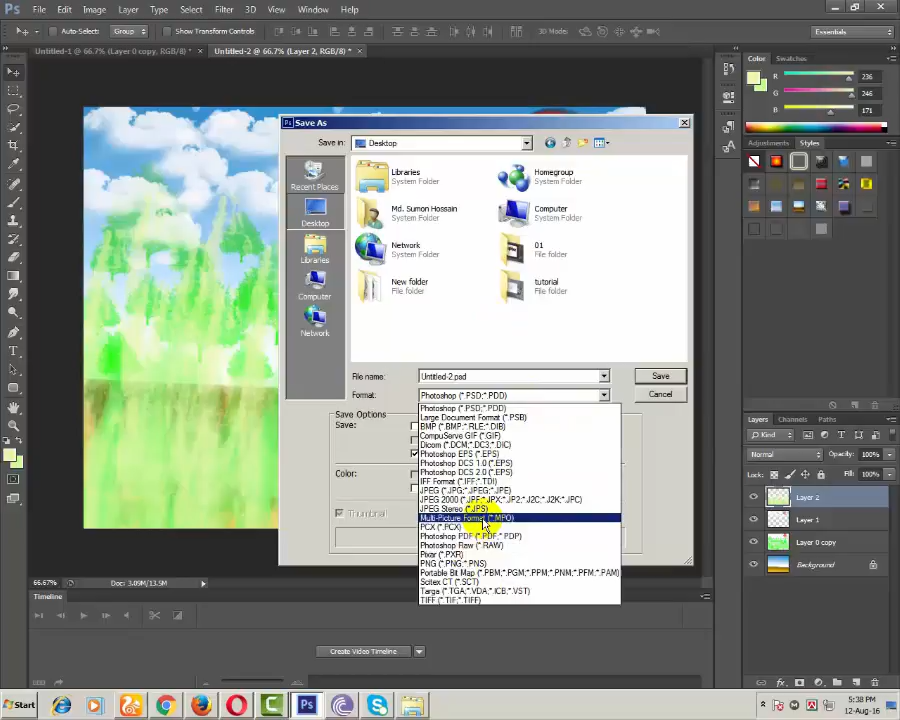 Ps File Edit Image Layer Type Select Filter 3D View Window Help
Auto-Select: Group Show Transform Controls 3D Mode: Essentials
Untitled-1 @ 66.7% (Layer 0 copy, RGB/8) * × Untitled-2 @ 66.7% (Layer 2, RGB/8) * ×
Color Swatches
R 236
G 246
B 171
Adjustments Styles
Save As
Save in: Desktop
Recent Places
Desktop
Libraries
Computer
Network
Libraries
System Folder
Homegroup
System Folder
Md. Sumon Hossain
System Folder
Computer
System Folder
Network
System Folder
01
File folder
New folder
File folder
tutorial
File folder
File name: Untitled-2.psd Save
Format: Photoshop (*.PSD;*.PDD) Cancel
Save Options
Save:
Color:
Thumbnail
Photoshop (*.PSD;*.PDD)
Large Document Format (*.PSB)
BMP (*.BMP;*.RLE;*.DIB)
CompuServe GIF (*.GIF)
Dicom (*.DCM;*.DC3;*.DIC)
Photoshop EPS (*.EPS)
Photoshop DCS 1.0 (*.EPS)
Photoshop DCS 2.0 (*.EPS)
IFF Format (*.IFF;*.TDI)
JPEG (*.JPG;*.JPEG;*.JPE)
JPEG 2000 (*.JPF;*.JPX;*.JP2;*.J2C;*.J2K;*.JPC)
JPEG Stereo (*.JPS)
Multi-Picture Format (*.MPO)
PCX (*.PCX)
Photoshop PDF (*.PDF;*.PDP)
Photoshop Raw (*.RAW)
Pixar (*.PXR)
PNG (*.PNG;*.PNS)
Portable Bit Map (*.PBM;*.PGM;*.PPM;*.PNM;*.PFM;*.PAM)
Scitex CT (*.SCT)
Targa (*.TGA;*.VDA;*.ICB;*.VST)
TIFF (*.TIF;*.TIFF)
Layers Channels Paths
Kind
Normal Opacity: 100%
Lock: Fill: 100%
Layer 2
Layer 1
Layer 0 copy
Background
66.67% Doc: 3.09M/13.5M
Timeline
Create Video Timeline
Start Ps
5:38 PM
12-Aug-16